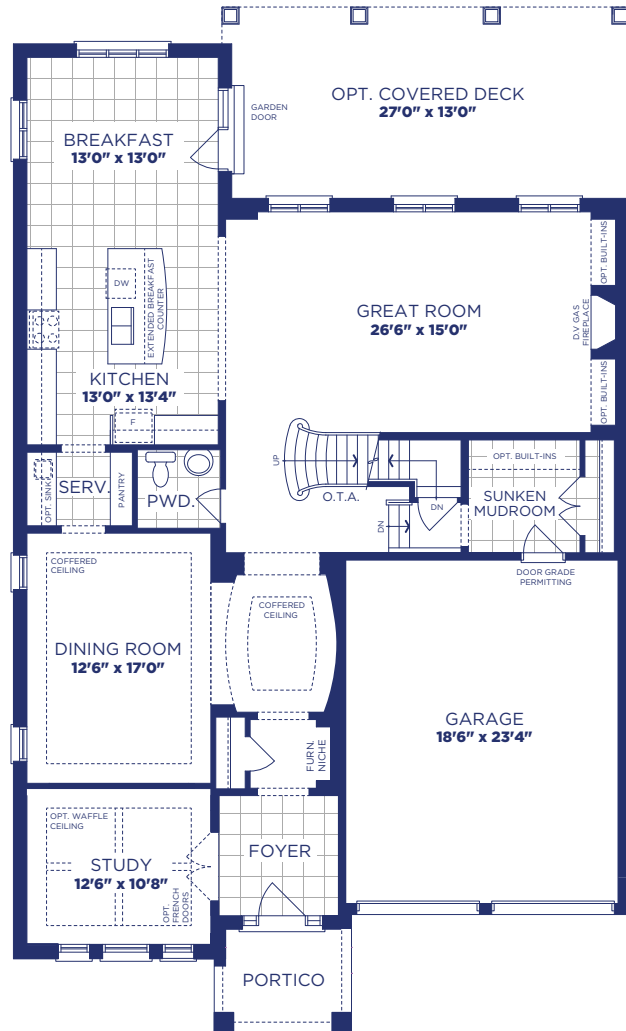 OPT. COVERED DECK
27'0" x 13'0"
GARDEN
DOOR
BREAKFAST
13'0" x 13'0"
OPT. BUILT-INS
DW
EXTENDED BREAKFAST
COUNTER
GREAT ROOM
26'6" x 15'0"
D.V GAS
FIREPLACE
KITCHEN
13'0" x 13'4"
OPT. BUILT-INS
F
UP
OPT. BUILT-INS
OPT. SINK
SERV.
PANTRY
PWD.
O.T.A.
DN
DN
SUNKEN
MUDROOM
COFFERED
CEILING
DOOR GRADE
PERMITTING
COFFERED
CEILING
DINING ROOM
12'6" x 17'0"
GARAGE
18'6" x 23'4"
FURN.
NICHE
OPT. WAFFLE
CEILING
STUDY
12'6" x 10'8"
OPT.
FRENCH
DOORS
FOYER
PORTICO